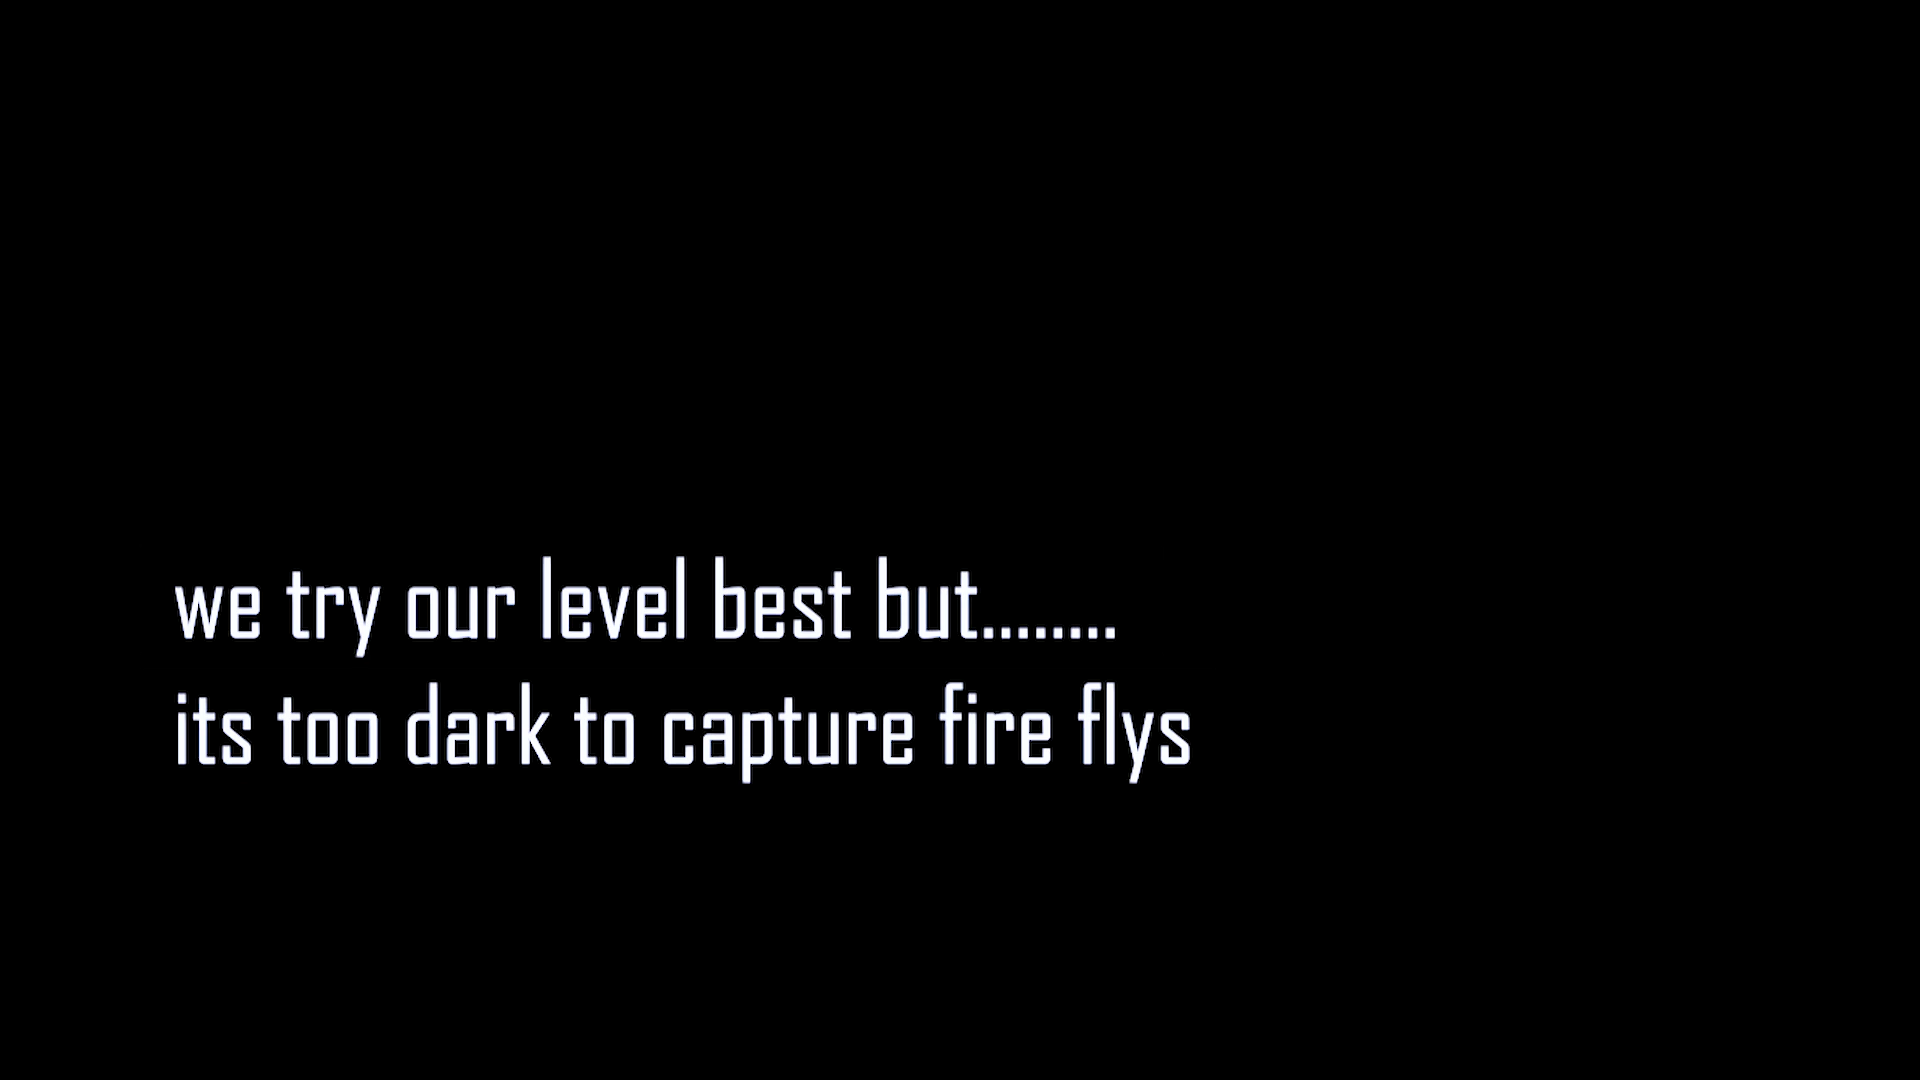 we try our level best but........
its too dark to capture fire flys